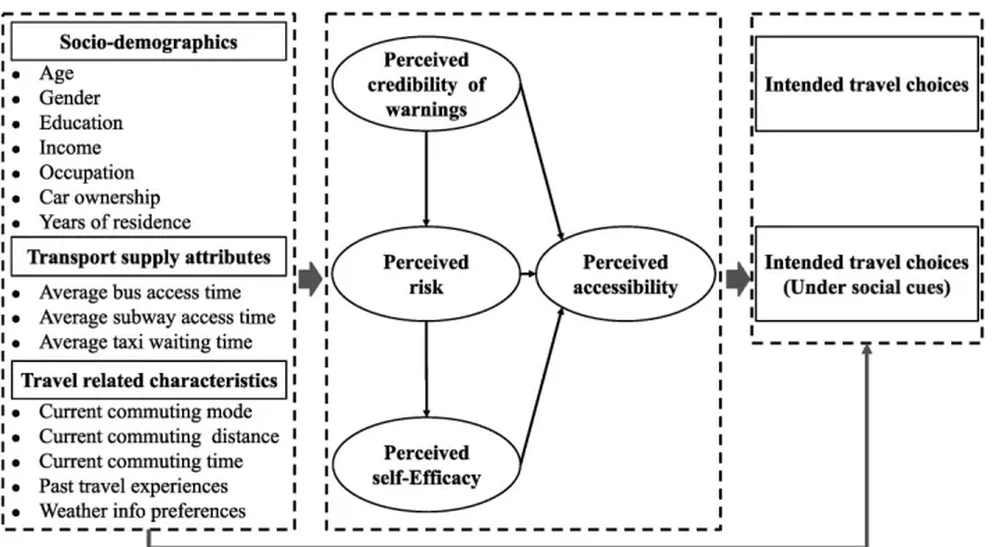 Socio-demographics
Age
Gender
Education
Income
Occupation
Car ownership
Years of residence
Transport supply attributes
Average bus access time
Average subway access time
Average taxi waiting time
Travel related characteristics
Current commuting mode
Current commuting distance
Current commuting time
Past travel experiences
Weather info preferences
Perceived
credibility of
warnings
Perceived
risk
Perceived
self-Efficacy
Perceived
accessibility
Intended travel choices
Intended travel choices
(Under social cues)